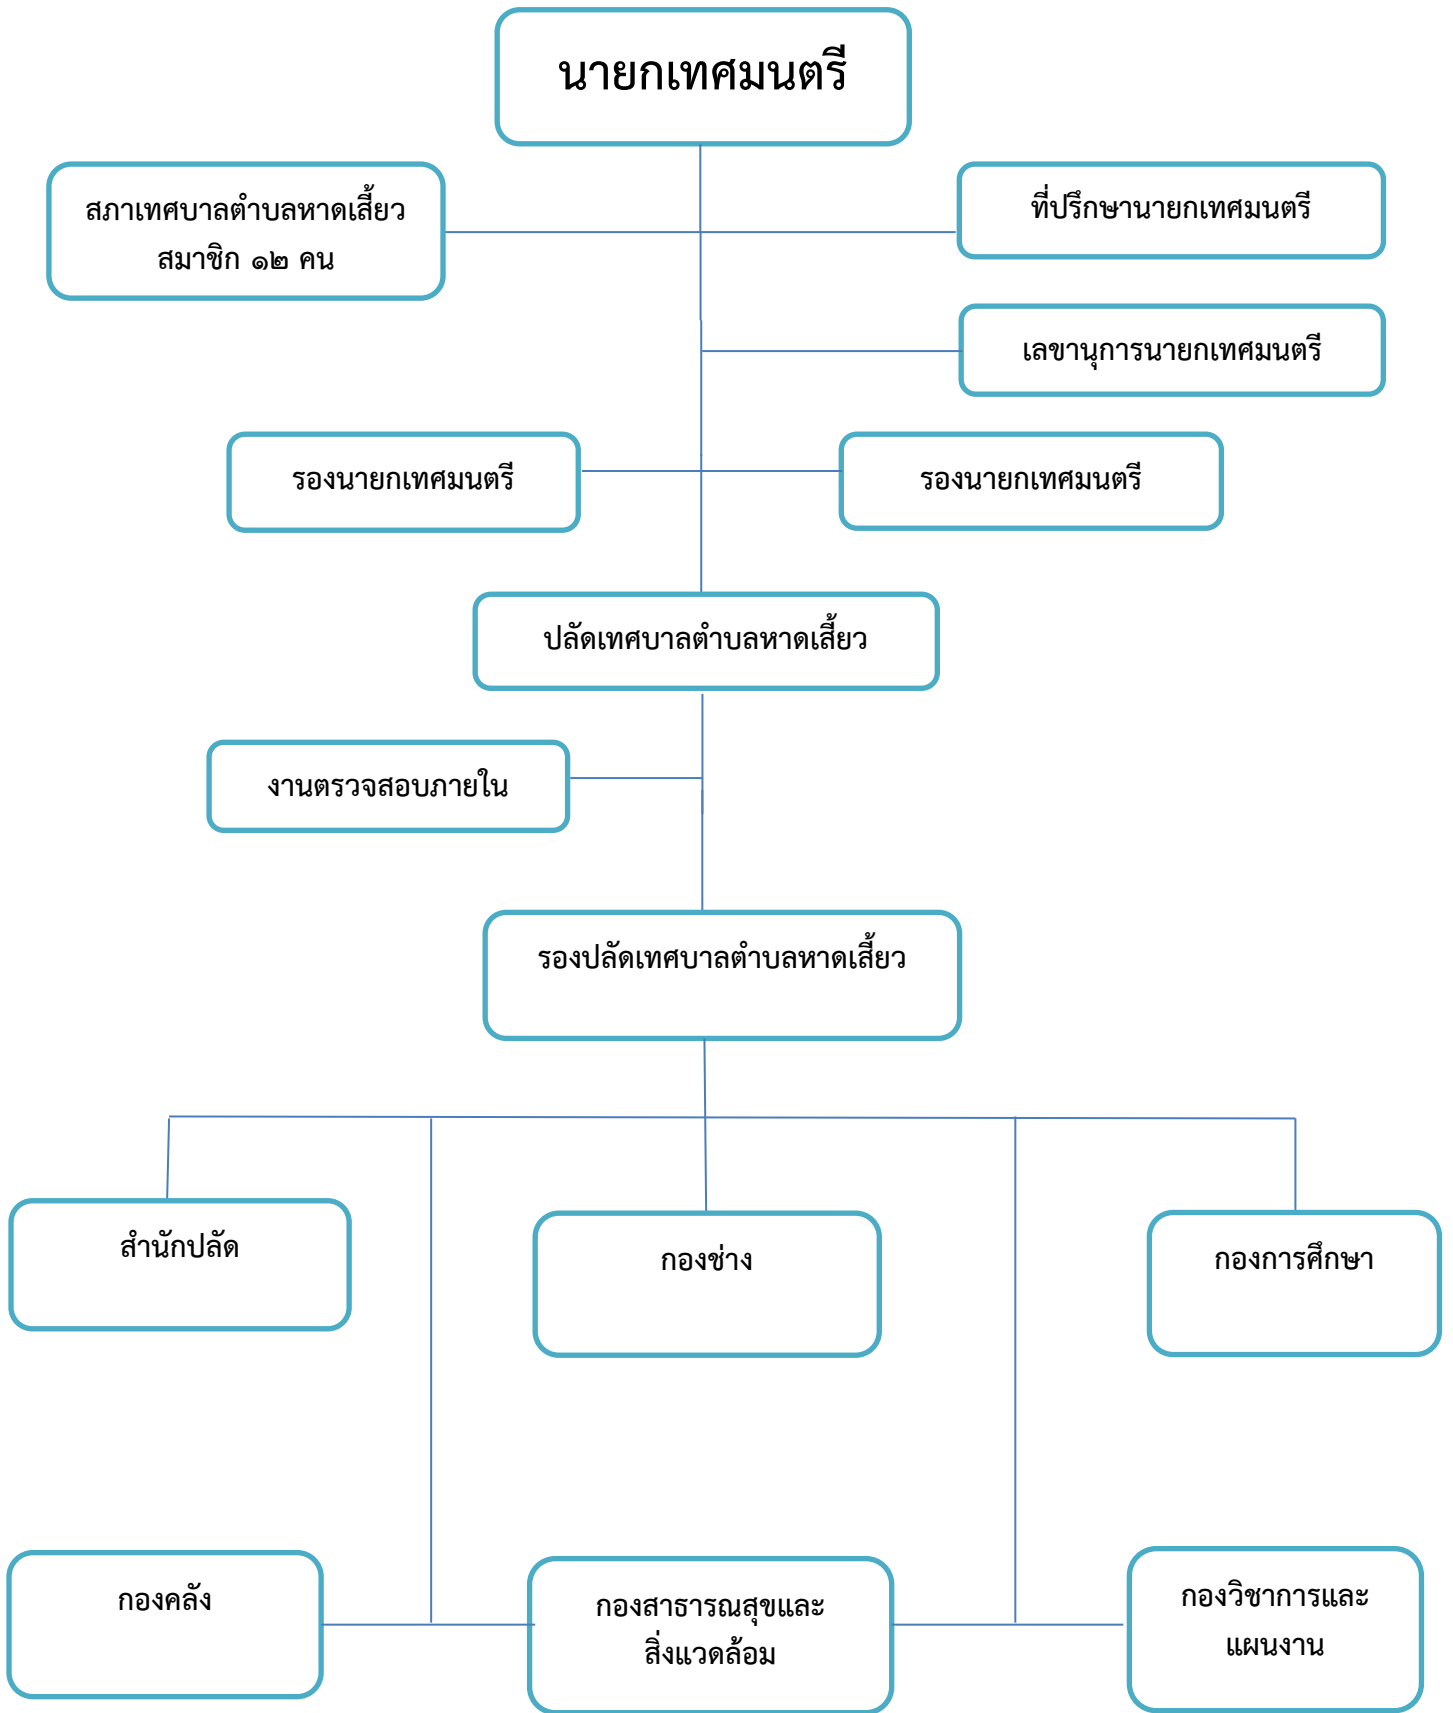 นายกเทศมนตรี
สภาเทศบาลตำบลหาดเสี้ยว
สมาชิก ๑๒ คน
ที่ปรึกษานายกเทศมนตรี
เลขานุการนายกเทศมนตรี
รองนายกเทศมนตรี
รองนายกเทศมนตรี
ปลัดเทศบาลตำบลหาดเสี้ยว
งานตรวจสอบภายใน
รองปลัดเทศบาลตำบลหาดเสี้ยว
สำนักปลัด
กองช่าง
กองการศึกษา
กองคลัง
กองสาธารณสุขและ
สิ่งแวดล้อม
กองวิชาการและ
แผนงาน